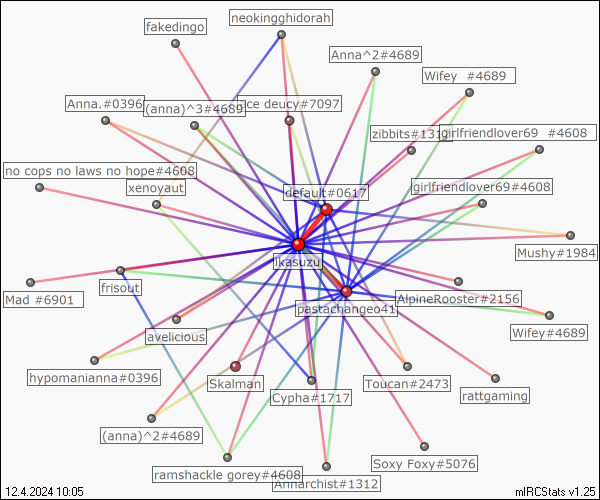 neokingghidorah
fakedingo
Anna^2#4689
Wifey #4689
Anna.#0396
(anna)^3#4689
ce deucy#7097
zibbits#131
girlfriendlover69 #4608
no cops no laws no hope#4608
xenoyaut
default#0617
girlfriendlover69#4608
Mushy#1984
ikasuzu
frisout
Mad #6901
pastachangeo41
AlpineRooster#2156
Wifey#4689
avelicious
hypomanianna#0396
Skalman
Cypha#1717
Toucan#2473
rattgaming
(anna)^2#4689
Soxy Foxy#5076
ramshackle gorey#4608
Annarchist#1312
12.4.2024 10:05
mIRCStats v1.25